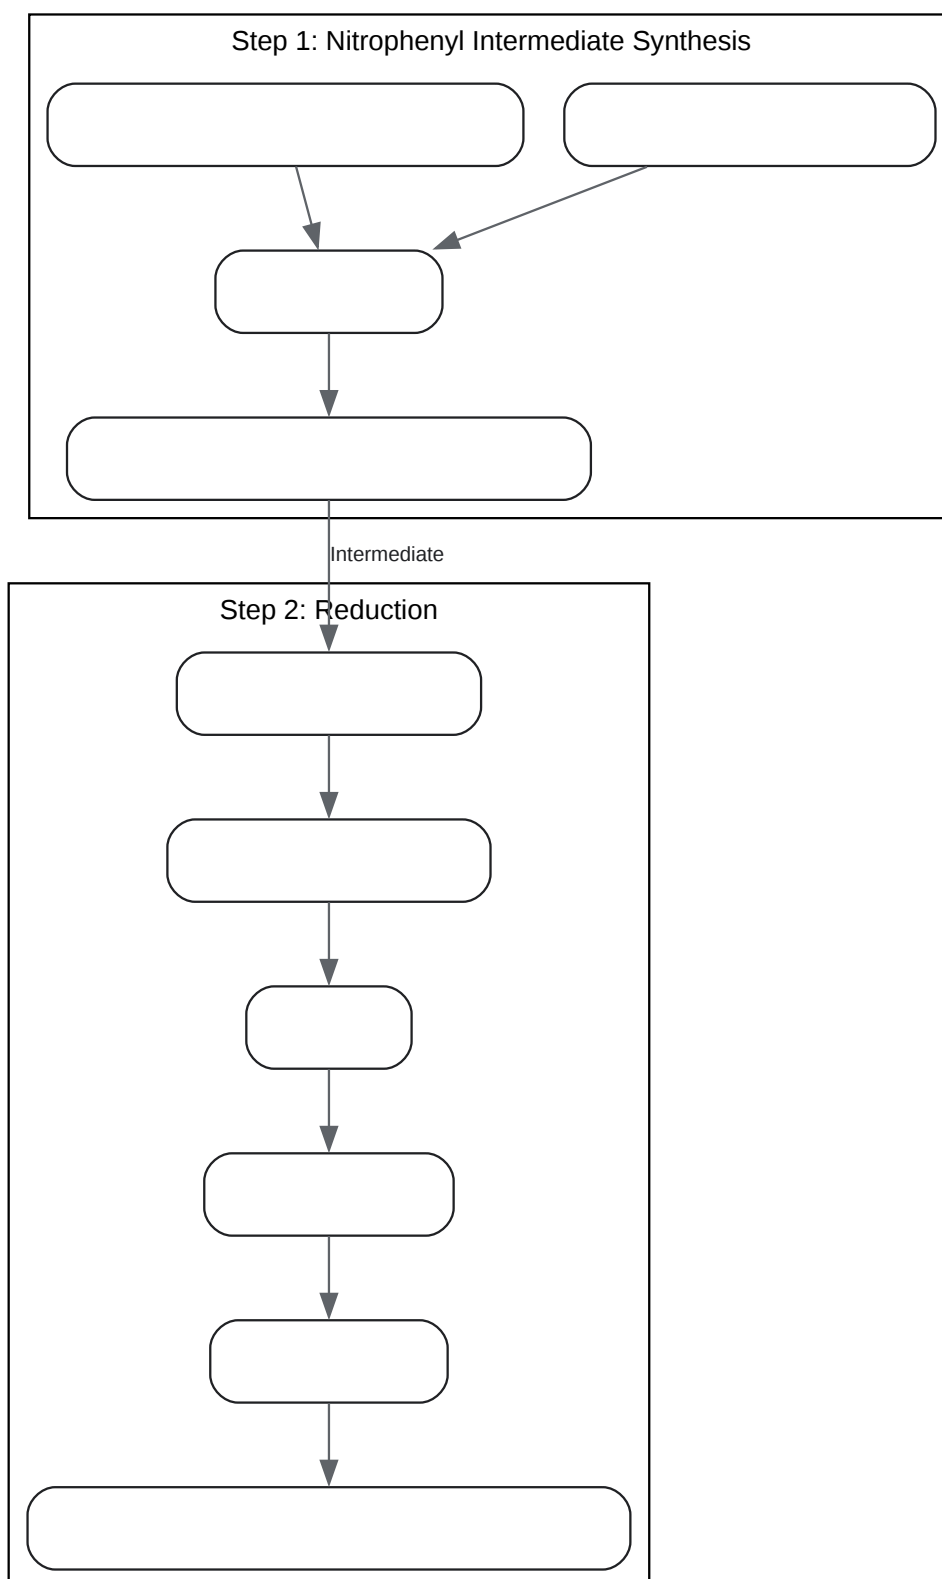 Step 1: Nitrophenyl Intermediate Synthesis
Intermediate
Step 2: Reduction